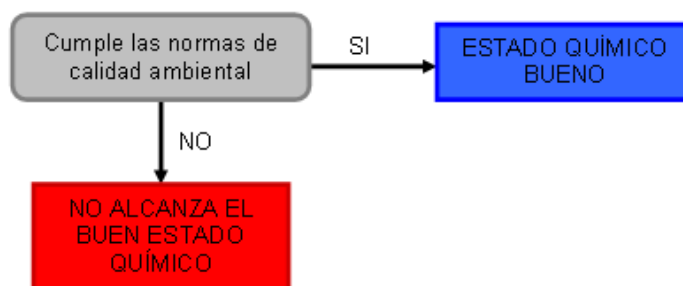 Cumple las normas de
calidad ambiental
SI
ESTADO QUÍMICO
BUENO
NO
NO ALCANZA EL
BUEN ESTADO
QUÍMICO